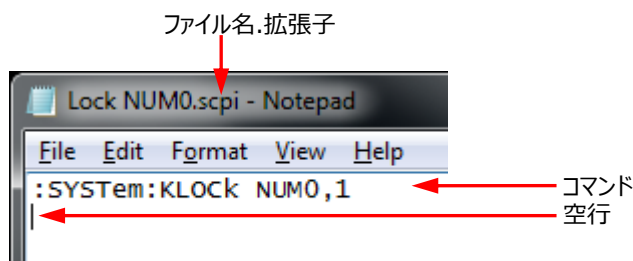 ファイル名.拡張子
Lock NUM0.scpi - Notepad
File Edit Format View Help
:SYSTem:KLOCk NUM0,1
コマンド
空行